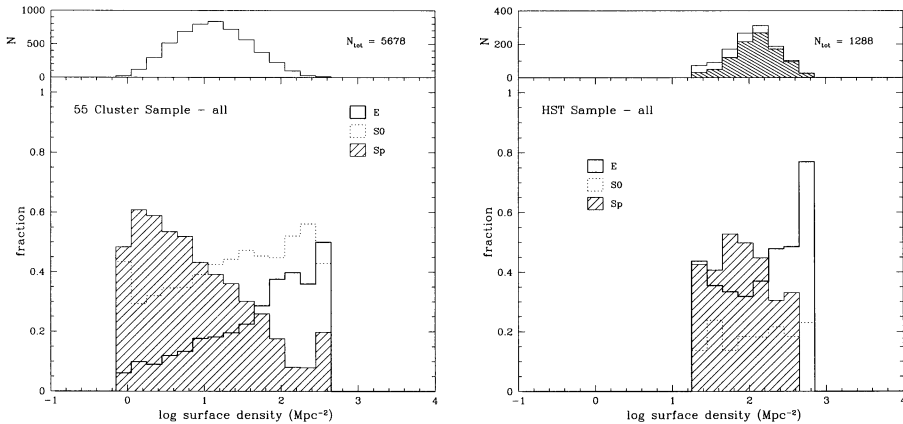 1000
500
0
N
N_tot = 5678
1
0.8
0.6
0.4
0.2
0
fraction
55 Cluster Sample – all
E
S0
Sp
-1
0
1
2
3
4
log surface density (Mpc⁻²)
400
200
0
N
N_tot = 1288
1
0.8
0.6
0.4
0.2
0
fraction
HST Sample – all
E
S0
Sp
-1
0
1
2
3
4
log surface density (Mpc⁻²)